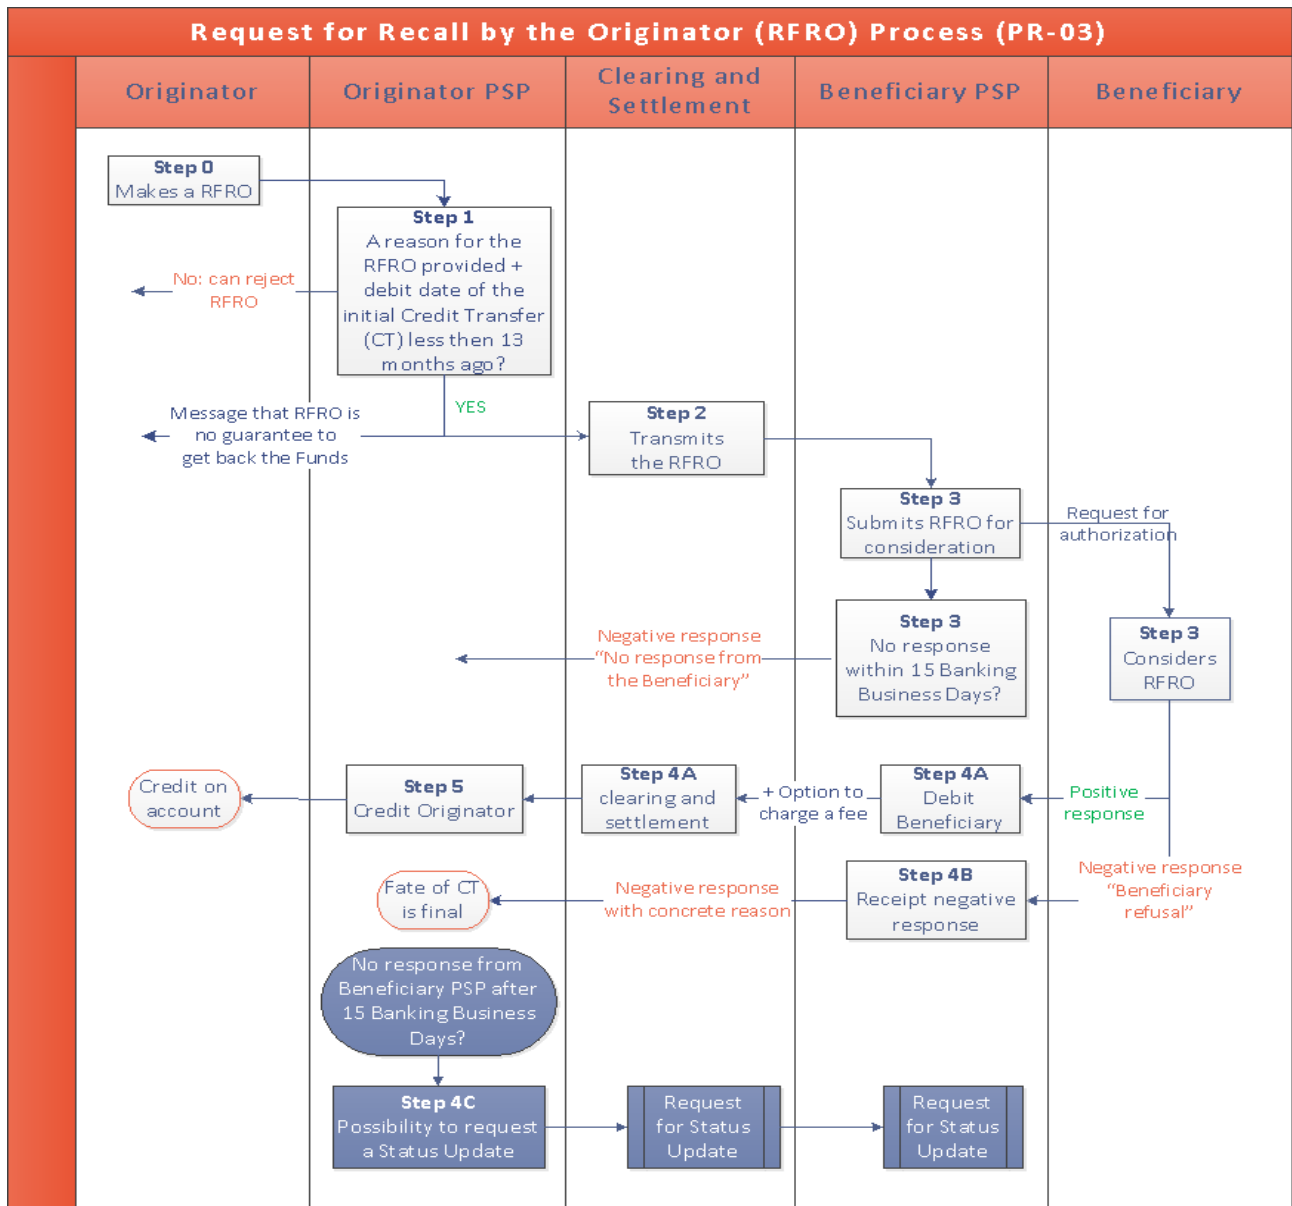 Request for Recall by the Originator (RFRO) Process (PR-03)
Originator
Originator PSP
Clearing and
Settlement
Beneficiary PSP
Beneficiary
Step 0
Makes a RFRO
Step 1
A reason for the
RFRO provided +
debit date of the
initial Credit Transfer
(CT) less then 13
months ago?
No: can reject
RFRO
YES
Message that RFRO is
no guarantee to
get back the Funds
Step 2
Transmits
the RFRO
Step 3
Submits RFRO for
consideration
Request for
authorization
Step 3
No response
within 15 Banking
Business Days?
Negative response
“No response from
the Beneficiary”
Step 3
Considers
RFRO
Credit on
account
Step 5
Credit Originator
Step 4A
clearing and
settlement
+ Option to
charge a fee
Step 4A
Debit
Beneficiary
Positive
response
Fate of CT
is final
Negative response
with concrete reason
Step 4B
Receipt negative
response
Negative response
“Beneficiary
refusal”
No response from
Beneficiary PSP after
15 Banking Business
Days?
Step 4C
Possibility to request
a Status Update
Request
for Status
Update
Request
for Status
Update